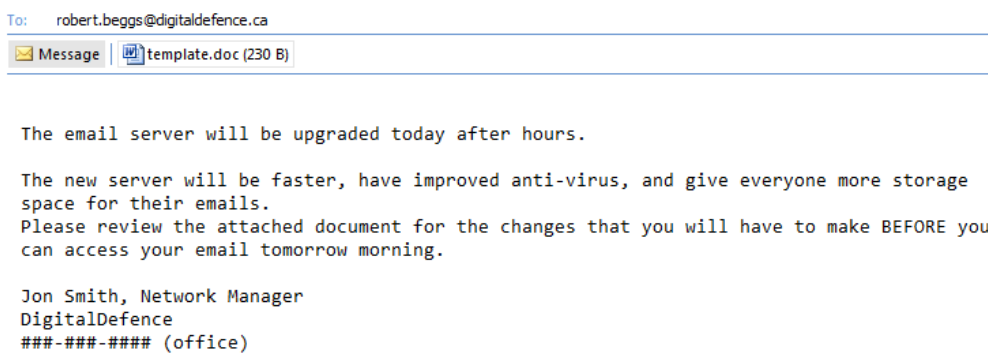 To: robert.beggs@digitaldefence.ca
Message template.doc (230 B)
The email server will be upgraded today after hours.
The new server will be faster, have improved anti-virus, and give everyone more storage
space for their emails.
Please review the attached document for the changes that you will have to make BEFORE you
can access your email tomorrow morning.
Jon Smith, Network Manager
DigitalDefence
###-###-#### (office)